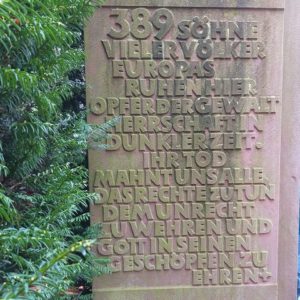 389 SÖHNE
VIELER VÖLKER
EUROPAS
RUHEN HIER
OPFER DER GEWALT
HERRSCHAFT IN
DUNKLER ZEIT.
IHR TOD
MAHNT UNS ALLE
DAS RECHTE ZU TUN
DEM UNRECHT
ZU WEHREN UND
GOTT IN SEINEN
GESCHÖPFEN ZU
EHREN +